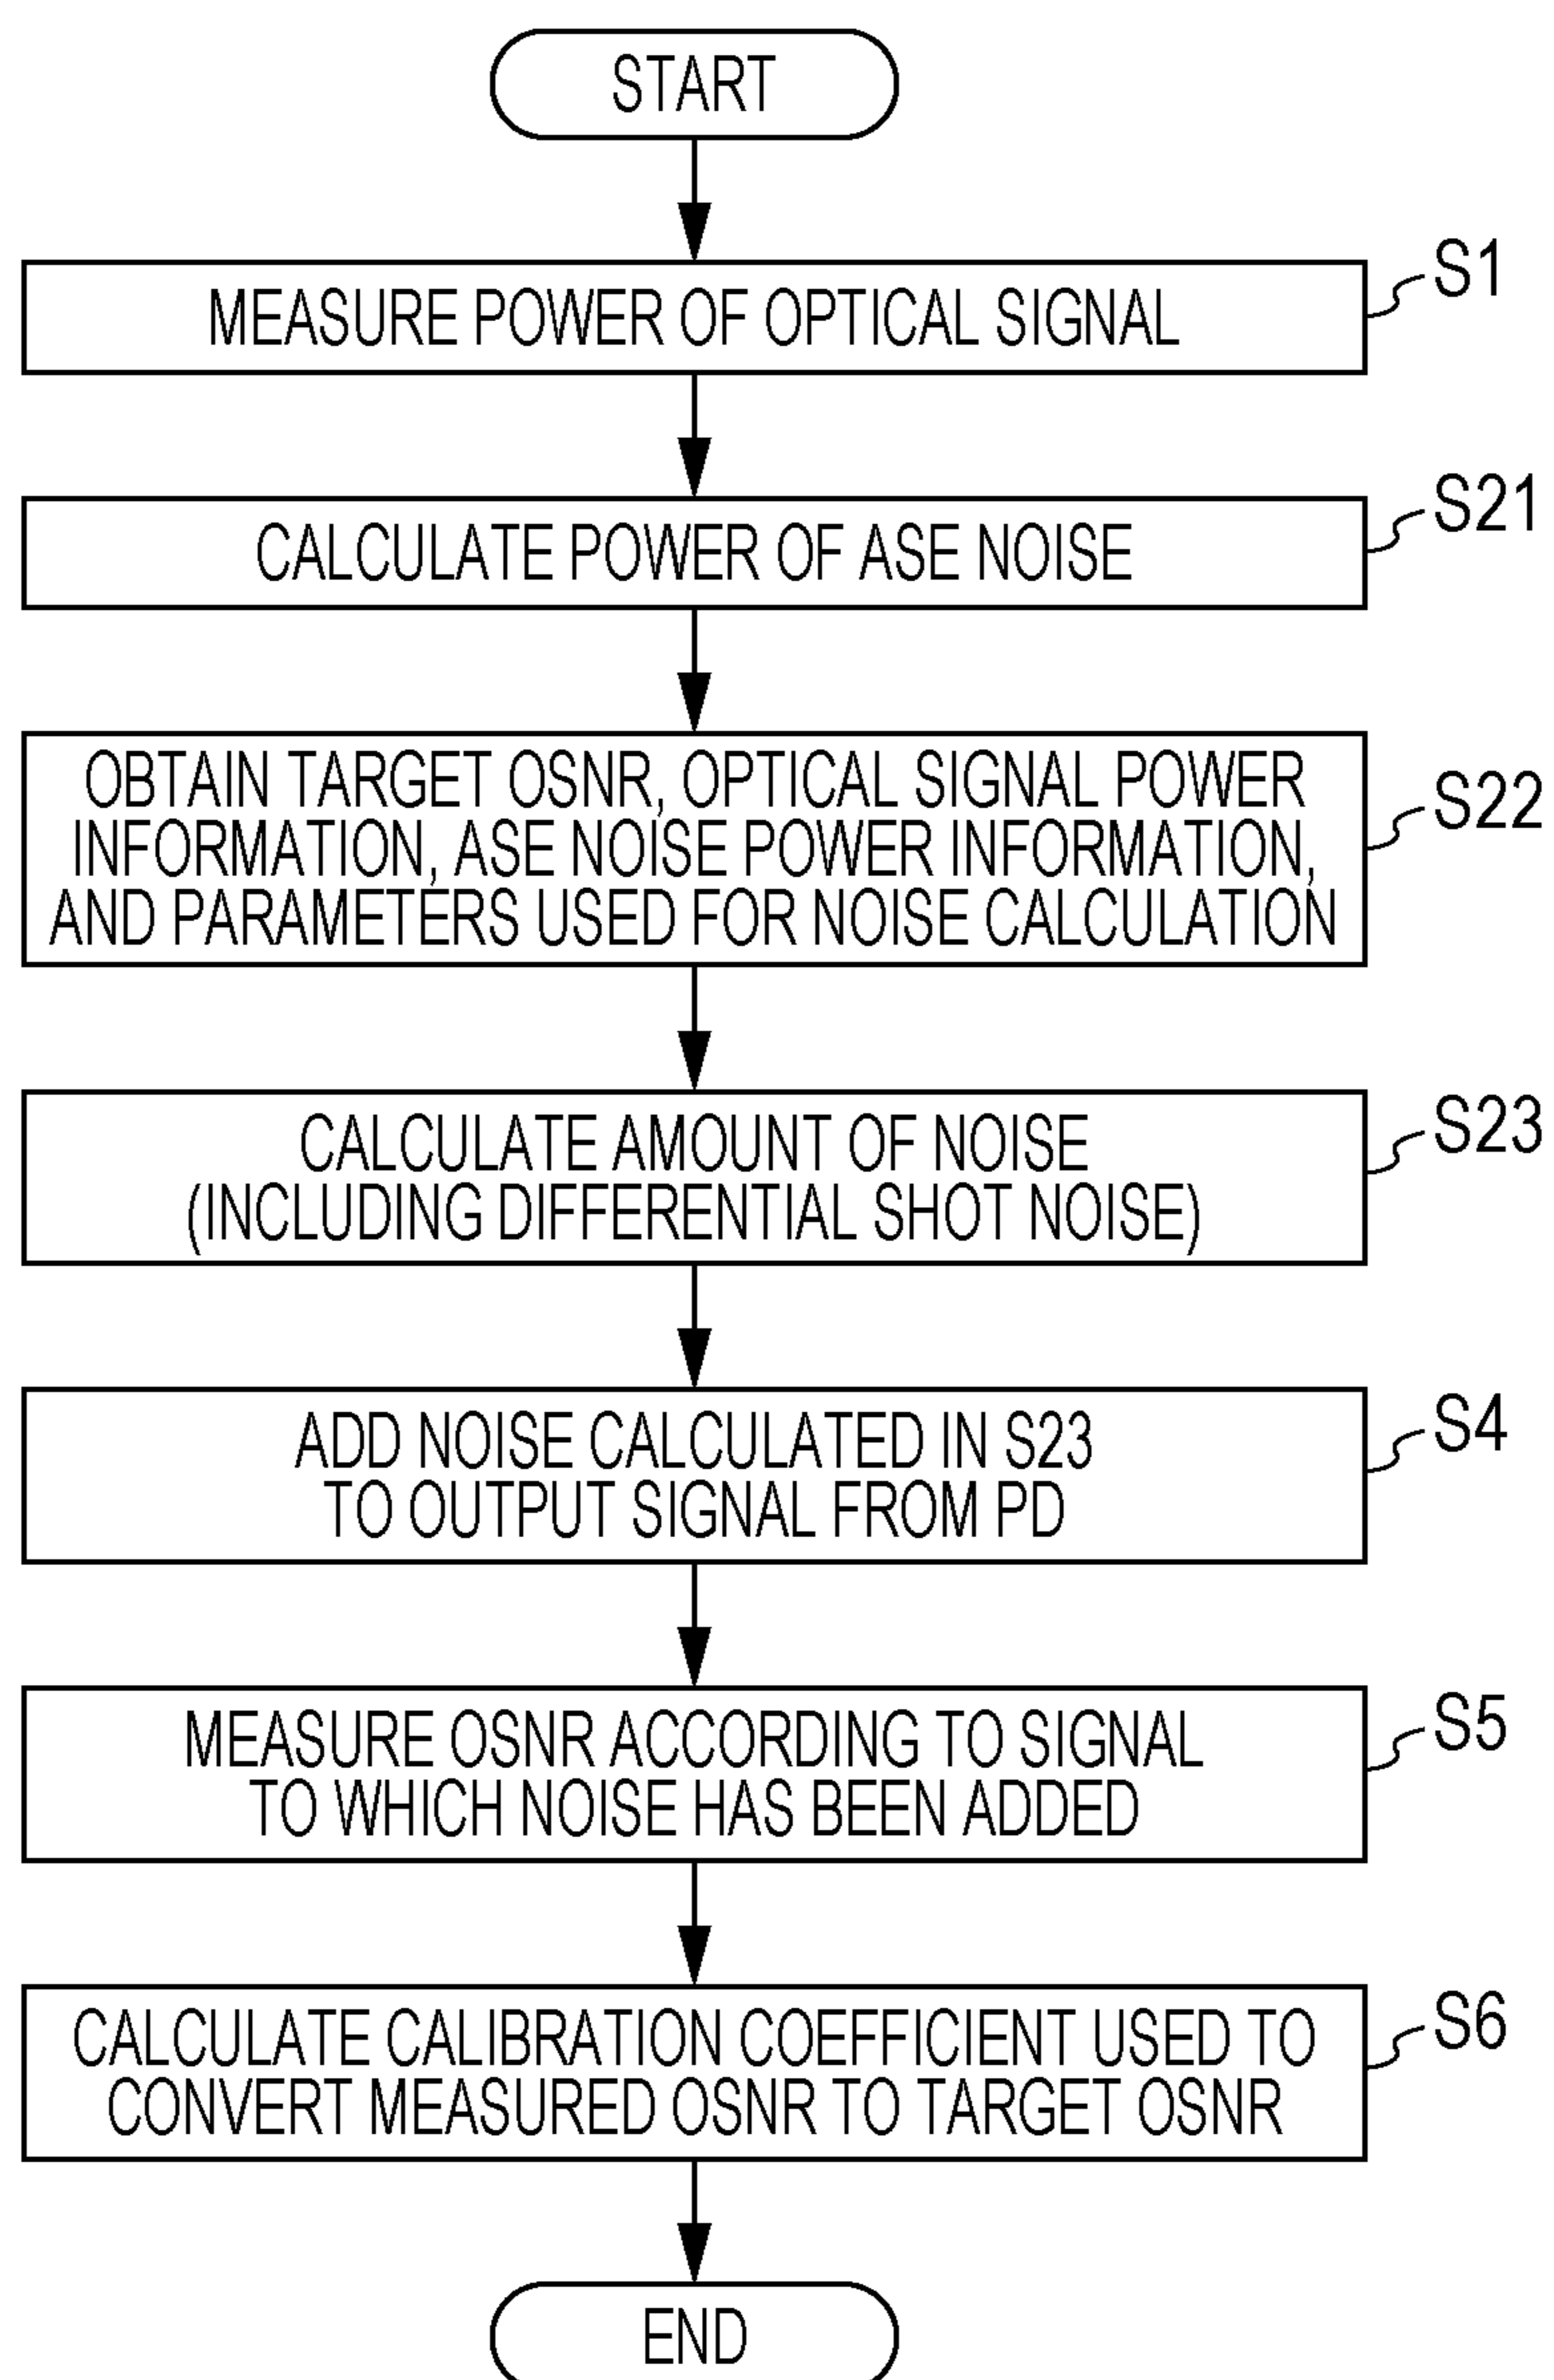 START
MEASURE POWER OF OPTICAL SIGNAL
S1
CALCULATE POWER OF ASE NOISE
S21
OBTAIN TARGET OSNR, OPTICAL SIGNAL POWER
INFORMATION, ASE NOISE POWER INFORMATION,
AND PARAMETERS USED FOR NOISE CALCULATION
S22
CALCULATE AMOUNT OF NOISE
(INCLUDING DIFFERENTIAL SHOT NOISE)
S23
ADD NOISE CALCULATED IN S23
TO OUTPUT SIGNAL FROM PD
S4
MEASURE OSNR ACCORDING TO SIGNAL
TO WHICH NOISE HAS BEEN ADDED
S5
CALCULATE CALIBRATION COEFFICIENT USED TO
CONVERT MEASURED OSNR TO TARGET OSNR
S6
END